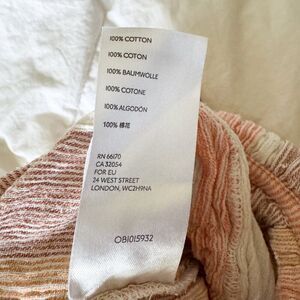 100% COTTON
100% COTON
100% BAUMWOLLE
100% COTONE
100% ALGODÓN
100% 棉花
RN 66170
CA 32054
FOR EU
24 WEST STREET
LONDON, WC2H9NA
OB1015932